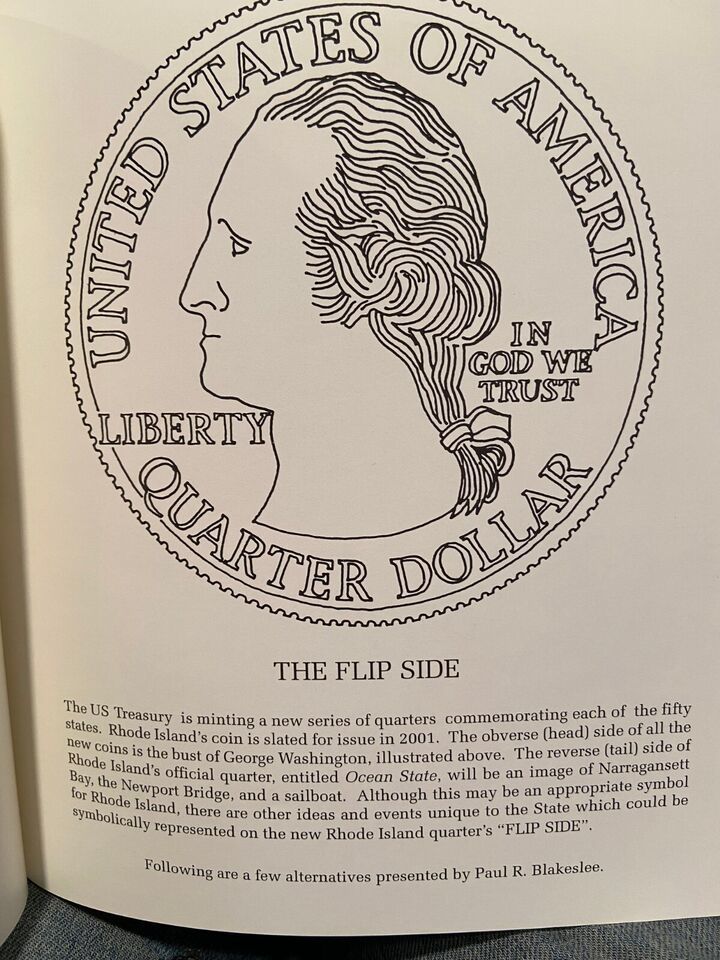 UNITED STATES OF AMERICA
IN
GOD WE
TRUST
LIBERTY
QUARTER DOLLAR
THE FLIP SIDE
The US Treasury is minting a new series of quarters commemorating each of the fifty
states. Rhode Island's coin is slated for issue in 2001. The obverse (head) side of all the
new coins is the bust of George Washington, illustrated above. The reverse (tail) side of
Rhode Island's official quarter, entitled Ocean State, will be an image of Narragansett
Bay, the Newport Bridge, and a sailboat. Although this may be an appropriate symbol
for Rhode Island, there are other ideas and events unique to the State which could be
symbolically represented on the new Rhode Island quarter's "FLIP SIDE".
Following are a few alternatives presented by Paul R. Blakeslee.